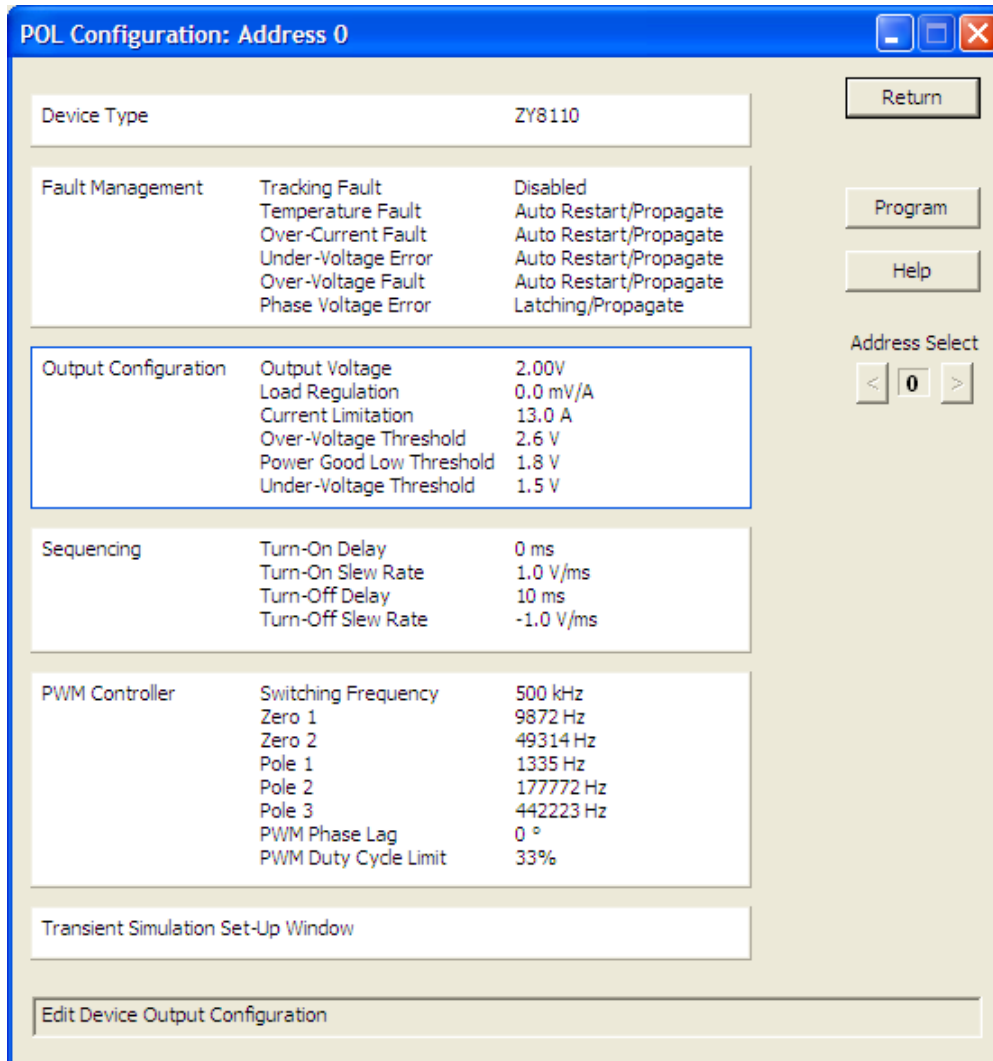 POL Configuration: Address 0
Return
Device Type ZY8110
Fault Management Tracking Fault Disabled
Temperature Fault Auto Restart/Propagate
Over-Current Fault Auto Restart/Propagate
Under-Voltage Error Auto Restart/Propagate
Over-Voltage Fault Auto Restart/Propagate
Phase Voltage Error Latching/Propagate
Program
Help
Address Select
< 0 >
Output Configuration Output Voltage 2.00V
Load Regulation 0.0 mV/A
Current Limitation 13.0 A
Over-Voltage Threshold 2.6 V
Power Good Low Threshold 1.8 V
Under-Voltage Threshold 1.5 V
Sequencing Turn-On Delay 0 ms
Turn-On Slew Rate 1.0 V/ms
Turn-Off Delay 10 ms
Turn-Off Slew Rate -1.0 V/ms
PWM Controller Switching Frequency 500 kHz
Zero 1 9872 Hz
Zero 2 49314 Hz
Pole 1 1335 Hz
Pole 2 177772 Hz
Pole 3 442223 Hz
PWM Phase Lag 0 °
PWM Duty Cycle Limit 33%
Transient Simulation Set-Up Window
Edit Device Output Configuration